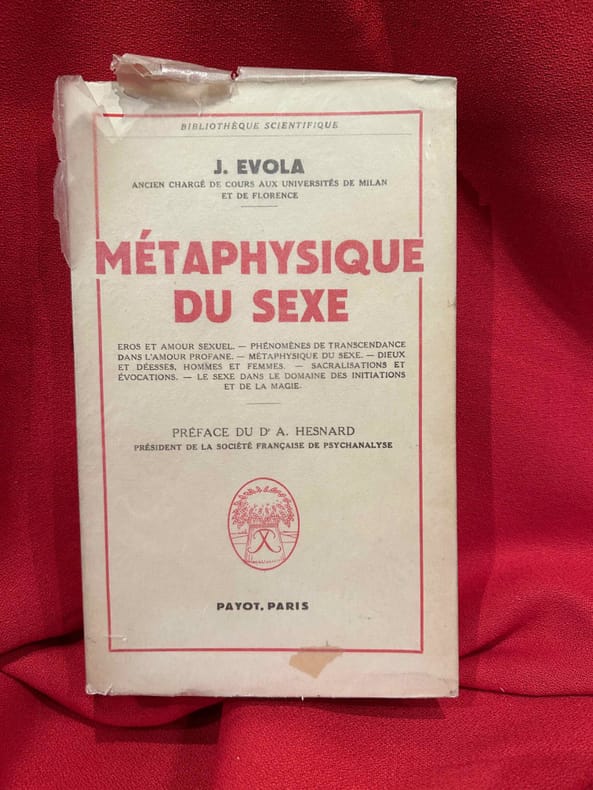 BIBLIOTHÈQUE SCIENTIFIQUE
J. EVOLA
ANCIEN CHARGÉ DE COURS AUX UNIVERSITÉS DE MILAN
ET DE FLORENCE
MÉTAPHYSIQUE
DU SEXE
EROS ET AMOUR SEXUEL. — PHÉNOMÈNES DE TRANSCENDANCE
DANS L'AMOUR PROFANE. — MÉTAPHYSIQUE DU SEXE. — DIEUX
ET DÉESSES, HOMMES ET FEMMES. — SACRALISATIONS ET
ÉVOCATIONS. — LE SEXE DANS LE DOMAINE DES INITIATIONS
ET DE LA MAGIE.
PRÉFACE DU Dr A. HESNARD
PRÉSIDENT DE LA SOCIÉTÉ FRANÇAISE DE PSYCHANALYSE
PAYOT, PARIS